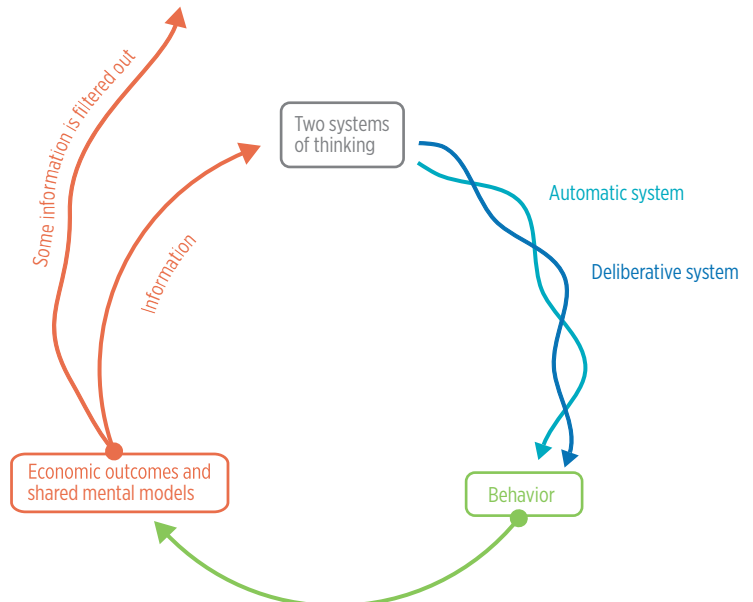 Some information is filtered out
Two systems
of thinking
Automatic system
Information
Deliberative system
Economic outcomes and
shared mental models
Behavior